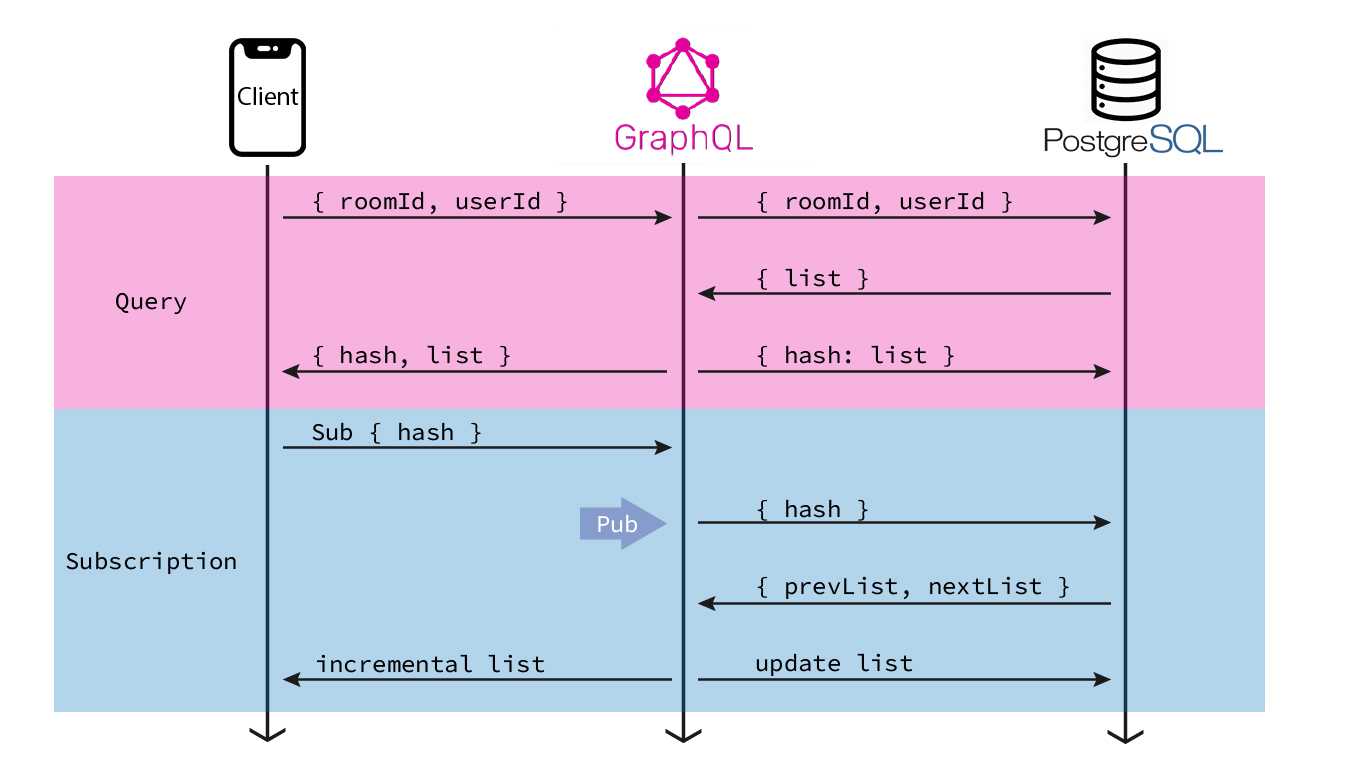 Client
GraphQL
PostgreSQL
{ roomId, userId }
{ roomId, userId }
{ list }
Query
{ hash, list }
{ hash: list }
Sub { hash }
Pub
{ hash }
Subscription
{ prevList, nextList }
incremental list
update list